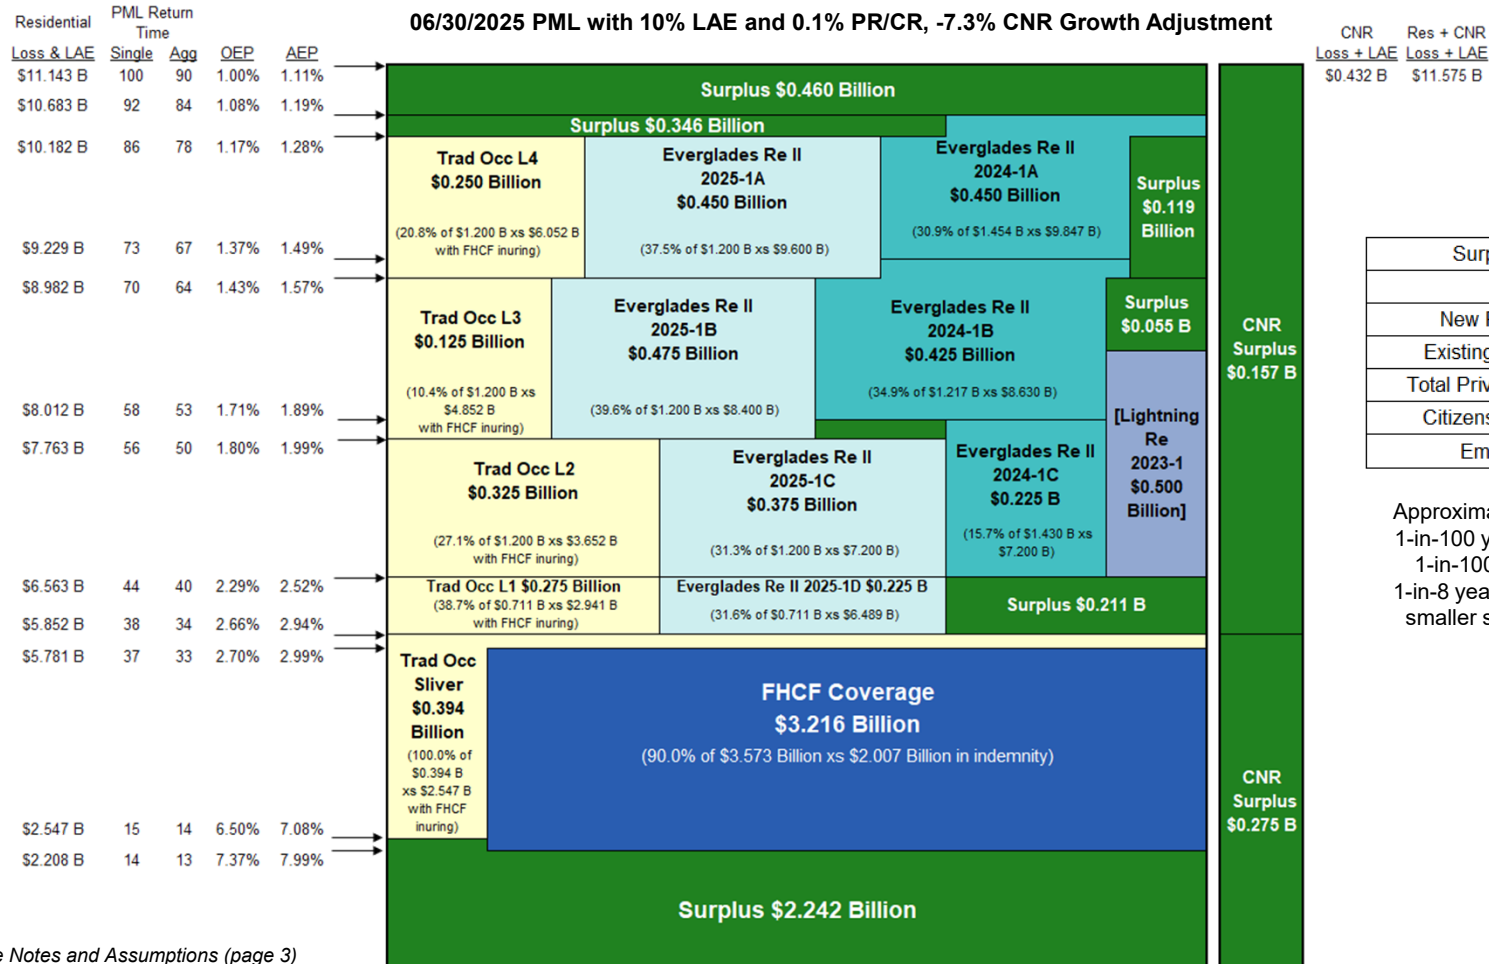 06/30/2025 PML with 10% LAE and 0.1% PR/CR, -7.3% CNR Growth Adjustment
Residential
Loss & LAE
PML Return
Time
Single Agg OEP AEP
$11.143 B 100 90 1.00% 1.11%
$10.683 B 92 84 1.08% 1.19%
$10.182 B 86 78 1.17% 1.28%
$9.229 B 73 67 1.37% 1.49%
$8.982 B 70 64 1.43% 1.57%
$8.012 B 58 53 1.71% 1.89%
$7.763 B 56 50 1.80% 1.99%
$6.563 B 44 40 2.29% 2.52%
$5.852 B 38 34 2.66% 2.94%
$5.781 B 37 33 2.70% 2.99%
$2.547 B 15 14 6.50% 7.08%
$2.208 B 14 13 7.37% 7.99%
Surplus $0.460 Billion
Surplus $0.346 Billion
Trad Occ L4
$0.250 Billion
(20.8% of $1.200 B xs $6.052 B
with FHCF inuring)
Everglades Re II
2025-1A
$0.450 Billion
(37.5% of $1.200 B xs $9.600 B)
Everglades Re II
2024-1A
$0.450 Billion
(30.9% of $1.454 B xs $9.847 B)
Surplus
$0.119
Billion
Trad Occ L3
$0.125 Billion
(10.4% of $1.200 B xs
$4.852 B
with FHCF inuring)
Everglades Re II
2025-1B
$0.475 Billion
(39.6% of $1.200 B xs $8.400 B)
Everglades Re II
2024-1B
$0.425 Billion
(34.9% of $1.217 B xs $8.630 B)
Surplus
$0.055 B
[Lightning
Re
2023-1
$0.500
Billion]
Trad Occ L2
$0.325 Billion
(27.1% of $1.200 B xs $3.652 B
with FHCF inuring)
Everglades Re II
2025-1C
$0.375 Billion
(31.3% of $1.200 B xs $7.200 B)
Everglades Re II
2024-1C
$0.225 B
(15.7% of $1.430 B xs
$7.200 B)
Trad Occ L1 $0.275 Billion
(38.7% of $0.711 B xs $2.941 B
with FHCF inuring)
Everglades Re II 2025-1D $0.225 B
(31.6% of $0.711 B xs $6.489 B)
Surplus $0.211 B
Trad Occ
Sliver
$0.394
Billion
(100.0% of
$0.394 B
xs $2.547 B
with FHCF
inuring)
FHCF Coverage
$3.216 Billion
(90.0% of $3.573 Billion xs $2.007 Billion in indemnity)
Surplus $2.242 Billion
CNR
Surplus
$0.157 B
CNR
Surplus
$0.275 B
CNR
Loss + LAE
$0.432 B
Res + CNR
Loss + LAE
$11.575 B
New
Existing
Total
Citizens
1-in-100
1-in-8
smaller
Notes and Assumptions (page 3)